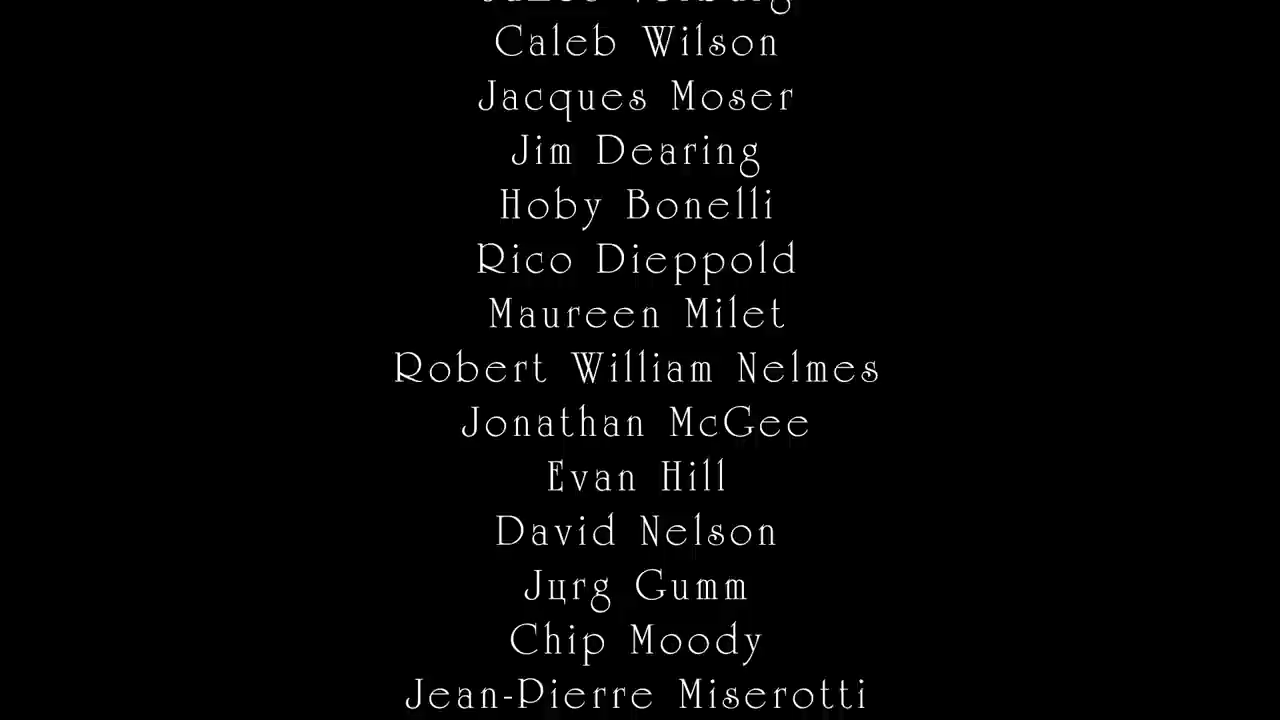 Caleb Wilson
Jacques Moser
Jim Dearing
Hoby Bonelli
Rico Dieppold
Maureen Milet
Robert William Nelmes
Jonathan McGee
Evan Hill
David Nelson
Jцrg Gumm
Chip Moody
Jean-Pierre Miserotti